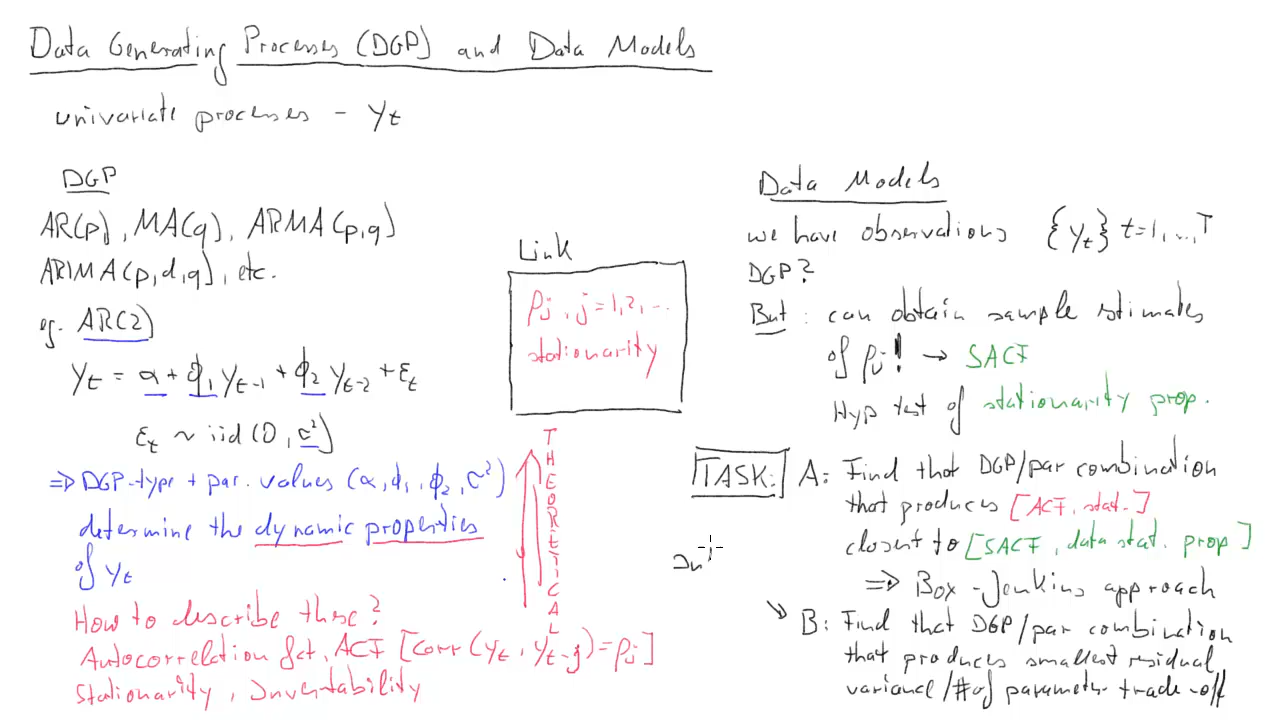 Data Generating Processes (DGP) and Data Models
univariate processes - yt
DGP
AR(p), MA(q), ARMA(p,q)
ARIMA(p,d,q), etc.
eg. AR(2)
yt = α + ϕ1 yt-1 + ϕ2 yt-2 + εt
εt ~ iid (0, σ²)
⇒ DGP-type + par. values (α, ϕ1, ϕ2, σ²)
determine the dynamic properties
of yt
How to describe these?
Autocorrelation fct, ACF [corr(yt, yt-j) = ρj]
Stationarity, Invertability
Link
ρj, j=1,2,...
stationarity
THEORETICAL
Data Models
we have observations {yt} t=1,...,T
DGP?
But: can obtain sample estimates
of ρj! → SACF
Hyp test of stationarity prop.
TASK: A: Find that DGP/par combination
that produces [ACF, stat.]
closest to [SACF, data stat. prop]
⇒ Box-Jenkins approach
B: Find that DGP/par combination
that produces smallest residual
variance/# of parameter trade-off